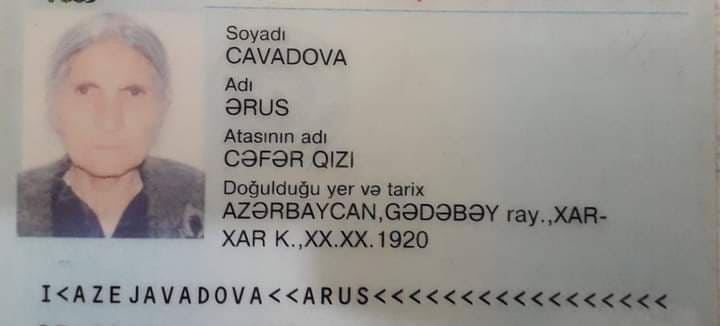 Soyadı
CAVADOVA
Adı
ƏRUS
Atasının adı
CƏFƏR QIZI
Doğulduğu yer və tarix
AZƏRBAYCAN,GƏDƏBƏY ray.,XAR-
XAR K.,XX.XX.1920
I<AZEJAVADOVA<<ARUS<<<<<<<<<<<<<<<<<